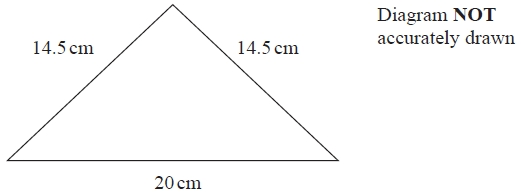 Diagram NOT
accurately drawn
14.5 cm
14.5 cm
20 cm